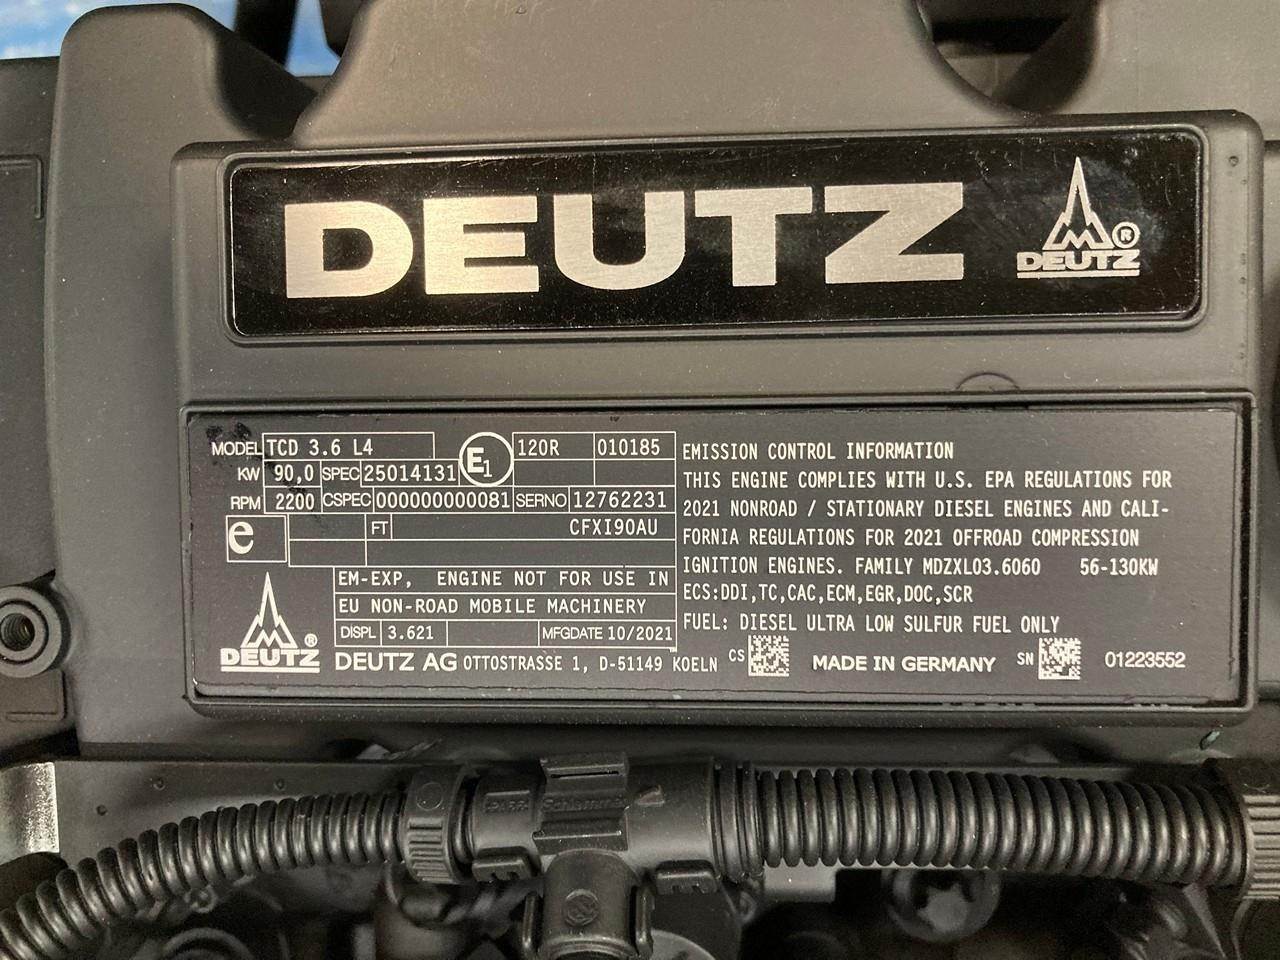 DEUTZ
DEUTZ ®
MODEL TCD 3.6 L4 E1 120R 010185
KW 90,0 SPEC 25014131
RPM 2200 CSPEC 000000000081 SERNO 12762231
e FT CFXI90AU
EM-EXP, ENGINE NOT FOR USE IN
EU NON-ROAD MOBILE MACHINERY
DISPL 3.621 MFGDATE 10/2021
DEUTZ ®
DEUTZ AG OTTOSTRASSE 1, D-51149 KOELN
EMISSION CONTROL INFORMATION
THIS ENGINE COMPLIES WITH U.S. EPA REGULATIONS FOR
2021 NONROAD / STATIONARY DIESEL ENGINES AND CALI-
FORNIA REGULATIONS FOR 2021 OFFROAD COMPRESSION
IGNITION ENGINES. FAMILY MDZXL03.6060 56-130KW
ECS:DDI,TC,CAC,ECM,EGR,DOC,SCR
FUEL: DIESEL ULTRA LOW SULFUR FUEL ONLY
CS MADE IN GERMANY SN 01223552
Schlemmer